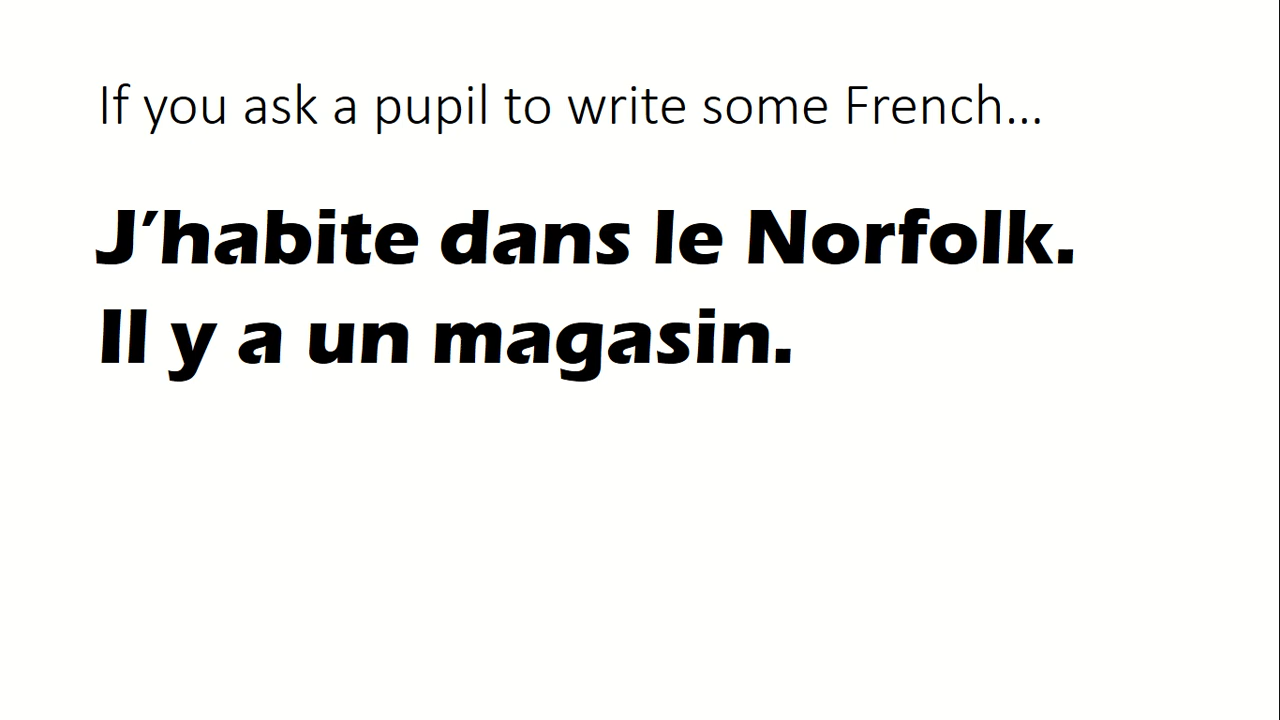 If you ask a pupil to write some French…
J’habite dans le Norfolk.
Il y a un magasin.